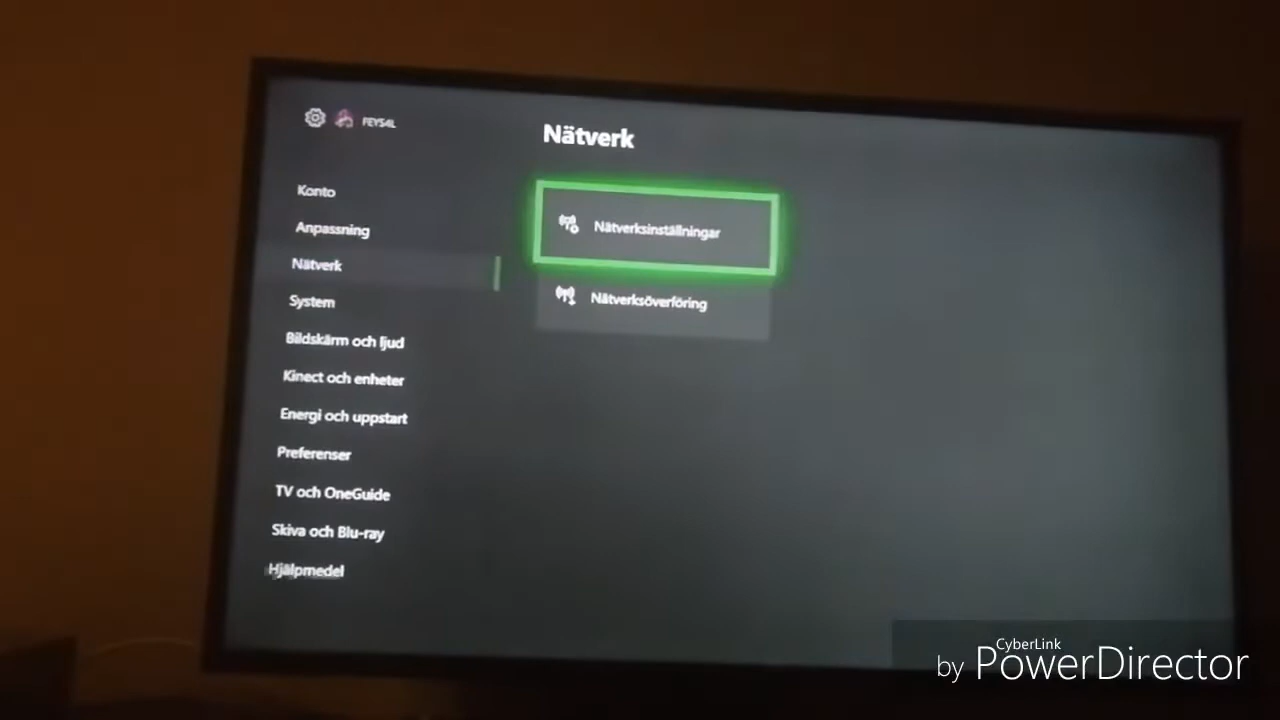 FEYS4L
Nätverk
Konto
Anpassning
Nätverk
System
Bildskärm och ljud
Kinect och enheter
Energi och uppstart
Preferenser
TV och OneGuide
Skiva och Blu-ray
Hjälpmedel
Nätverksinställningar
Nätverksöverföring
CyberLink
by PowerDirector